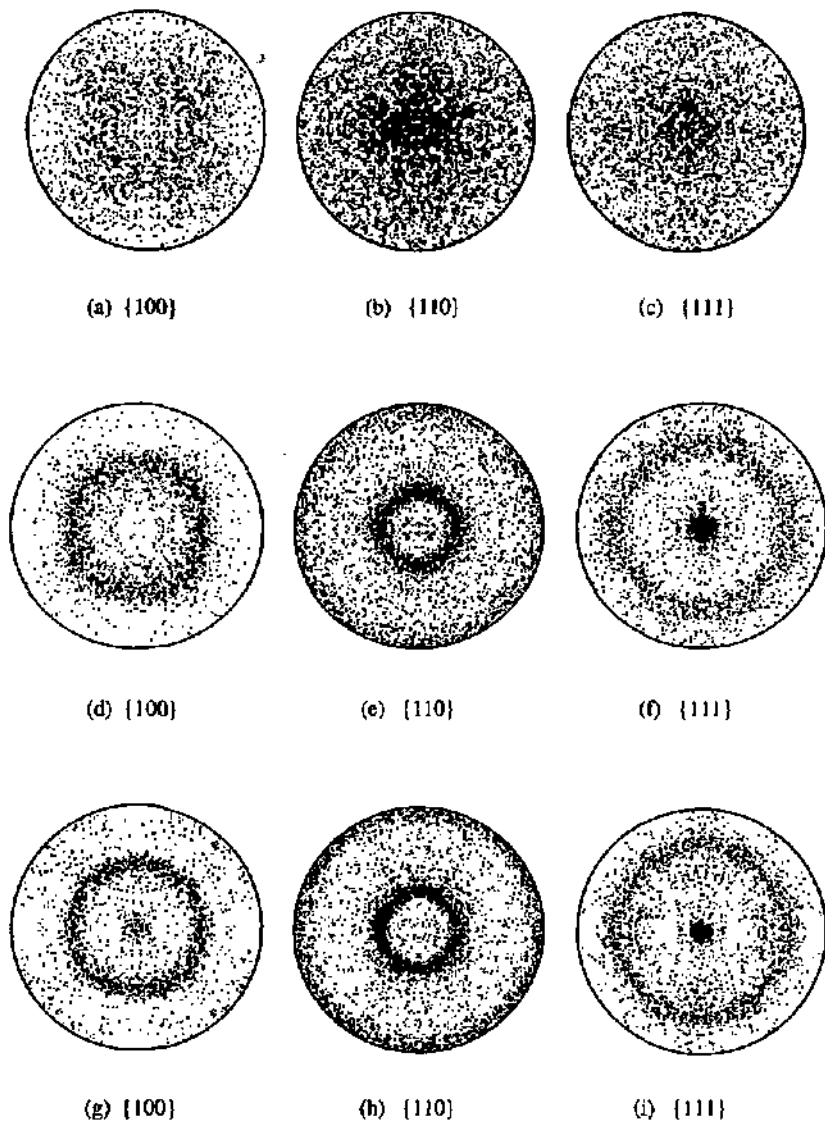 (a) {100}
(b) {110}
(c) {111}
(d) {100}
(e) {110}
(f) {111}
(g) {100}
(h) {110}
(i) {111}